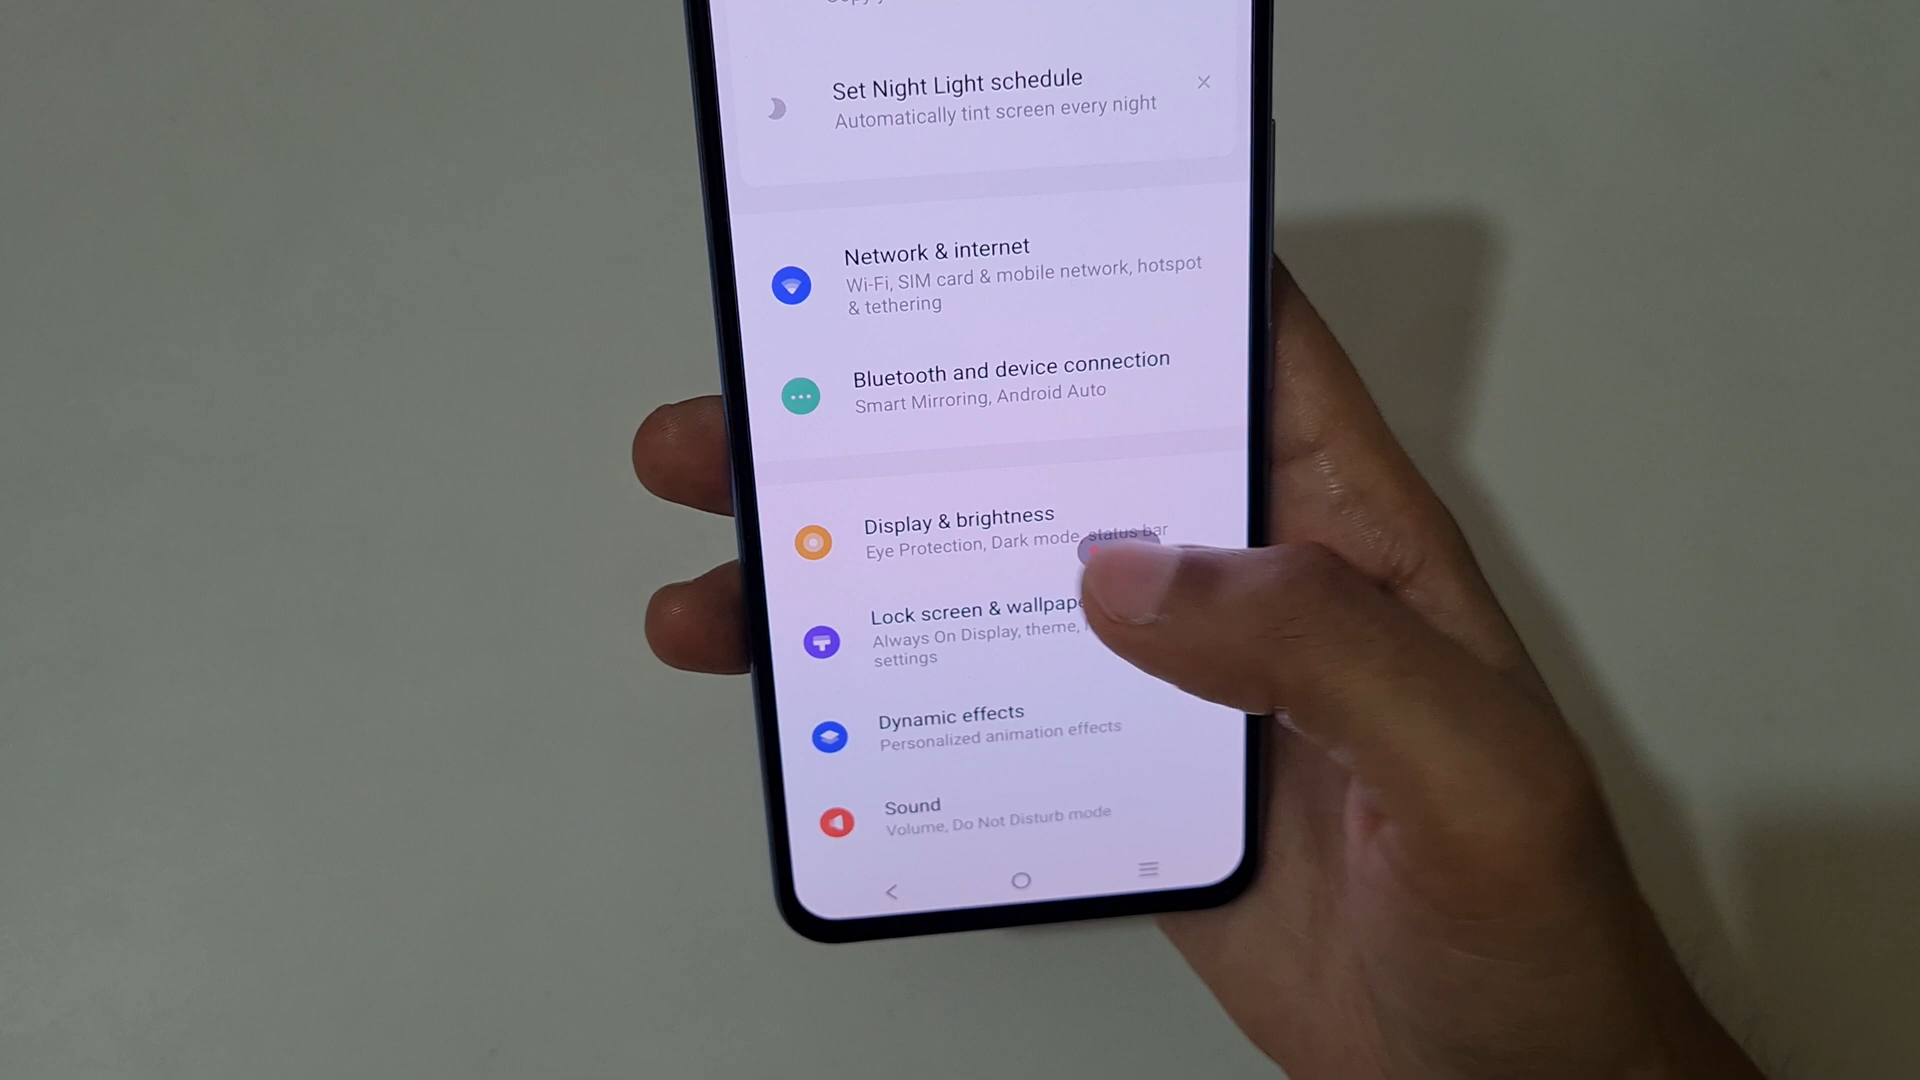 Set Night Light schedule
Automatically tint screen every night
Network & internet
Wi-Fi, SIM card & mobile network, hotspot
& tethering
Bluetooth and device connection
Smart Mirroring, Android Auto
Display & brightness
Eye Protection, Dark mode, status bar
Lock screen &
Always On Display, theme,
settings
Dynamic effects
Personalized animation effects
Sound
Volume, Do Not Disturb mode